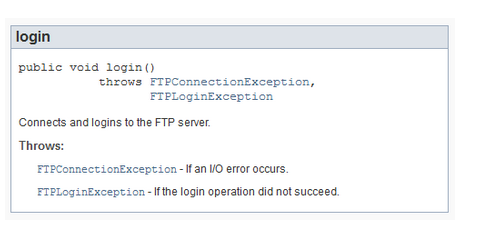 login
public void login()
throws FTPConnectionException,
FTPLoginException
Connects and logins to the FTP server.
Throws:
FTPConnectionException - If an I/O error occurs.
FTPLoginException - If the login operation did not succeed.